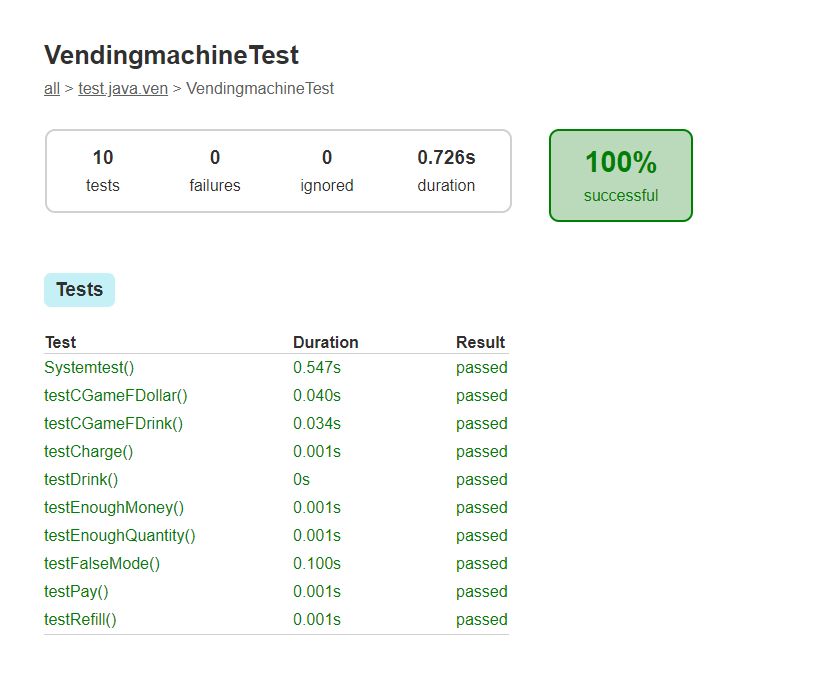 VendingmachineTest
all > test.java.ven > VendingmachineTest
10 0 0 0.726s
tests failures ignored duration
100%
successful
Tests
Test Duration Result
Systemtest() 0.547s passed
testCGameFDollar() 0.040s passed
testCGameFDrink() 0.034s passed
testCharge() 0.001s passed
testDrink() 0s passed
testEnoughMoney() 0.001s passed
testEnoughQuantity() 0.001s passed
testFalseMode() 0.100s passed
testPay() 0.001s passed
testRefill() 0.001s passed